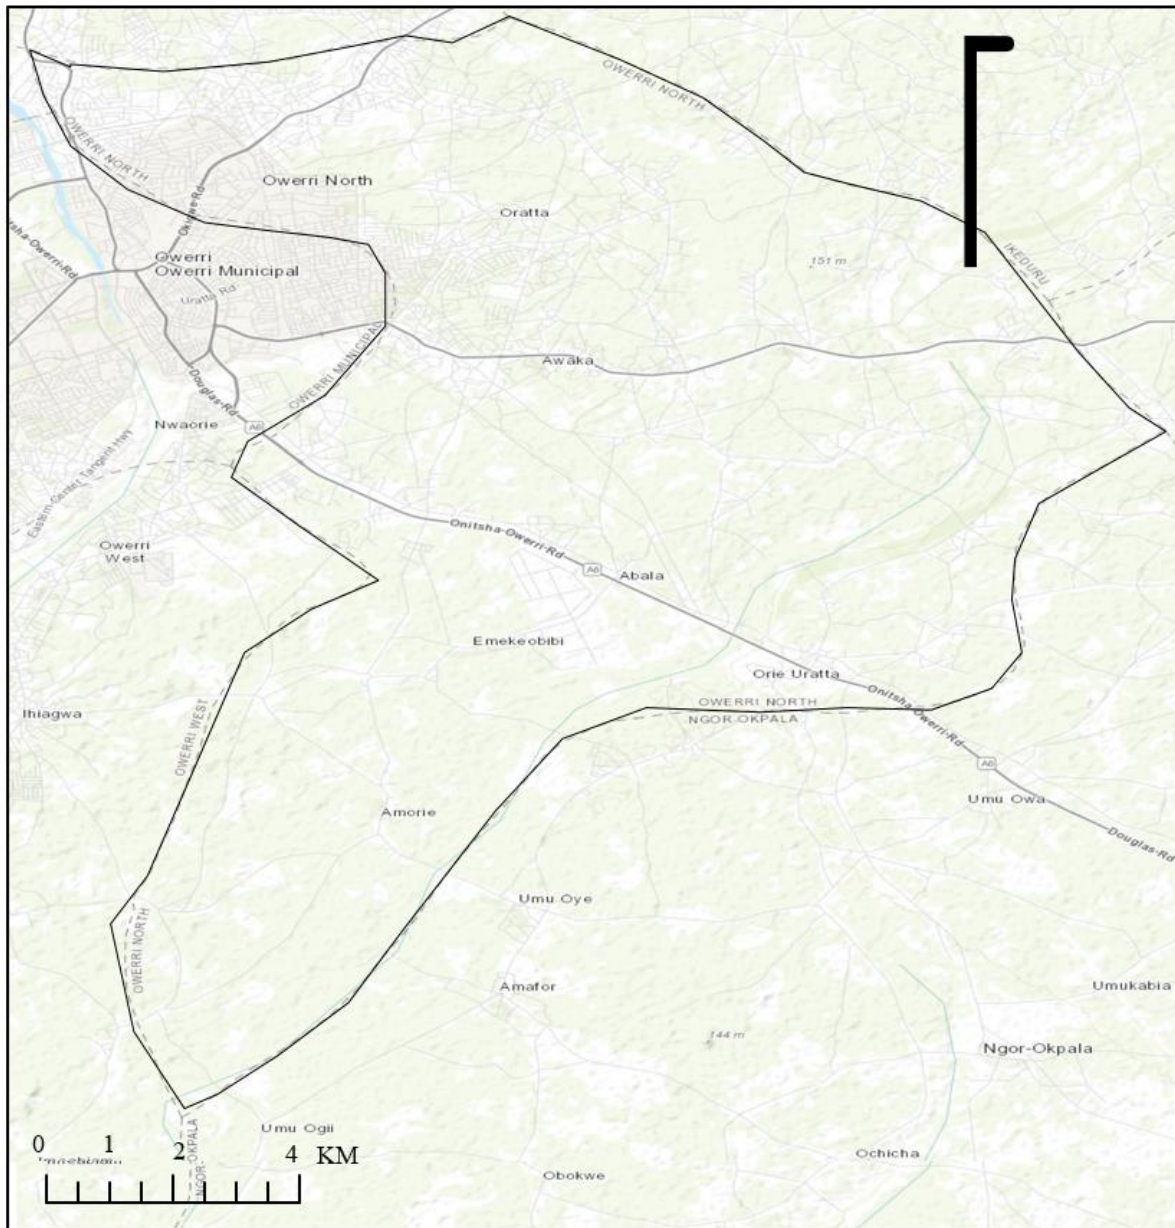 OWERRI NORTH
OWERRI NORTH
Owerri North
Okigwe Rd
Oratta
151 m
IKEDURU
Owerri
Owerri Municipal
Uratta Rd
OWERRI MUNICIPAL
Awaka
Douglas-Rd
A6
Nwaorie
Eastern Center Tangent Hwy
Owerri
West
Onitsha-Owerri-Rd
A6
Abala
Emekeobibi
Orie Uratta
Onitsha-Owerri-Rd
OWERRI NORTH
NGOR-OKPALA
Ihiagwa
OWERRI WEST
A6
Umu Owa
Amorie
Douglas-Rd
Umu Oye
OWERRI NORTH
Amafor
Umukabia
144 m
Ngor-Okpala
Umu Ogii
NGOR-OKPALA
0 1 2 4 KM
Ochicha
Obokwe